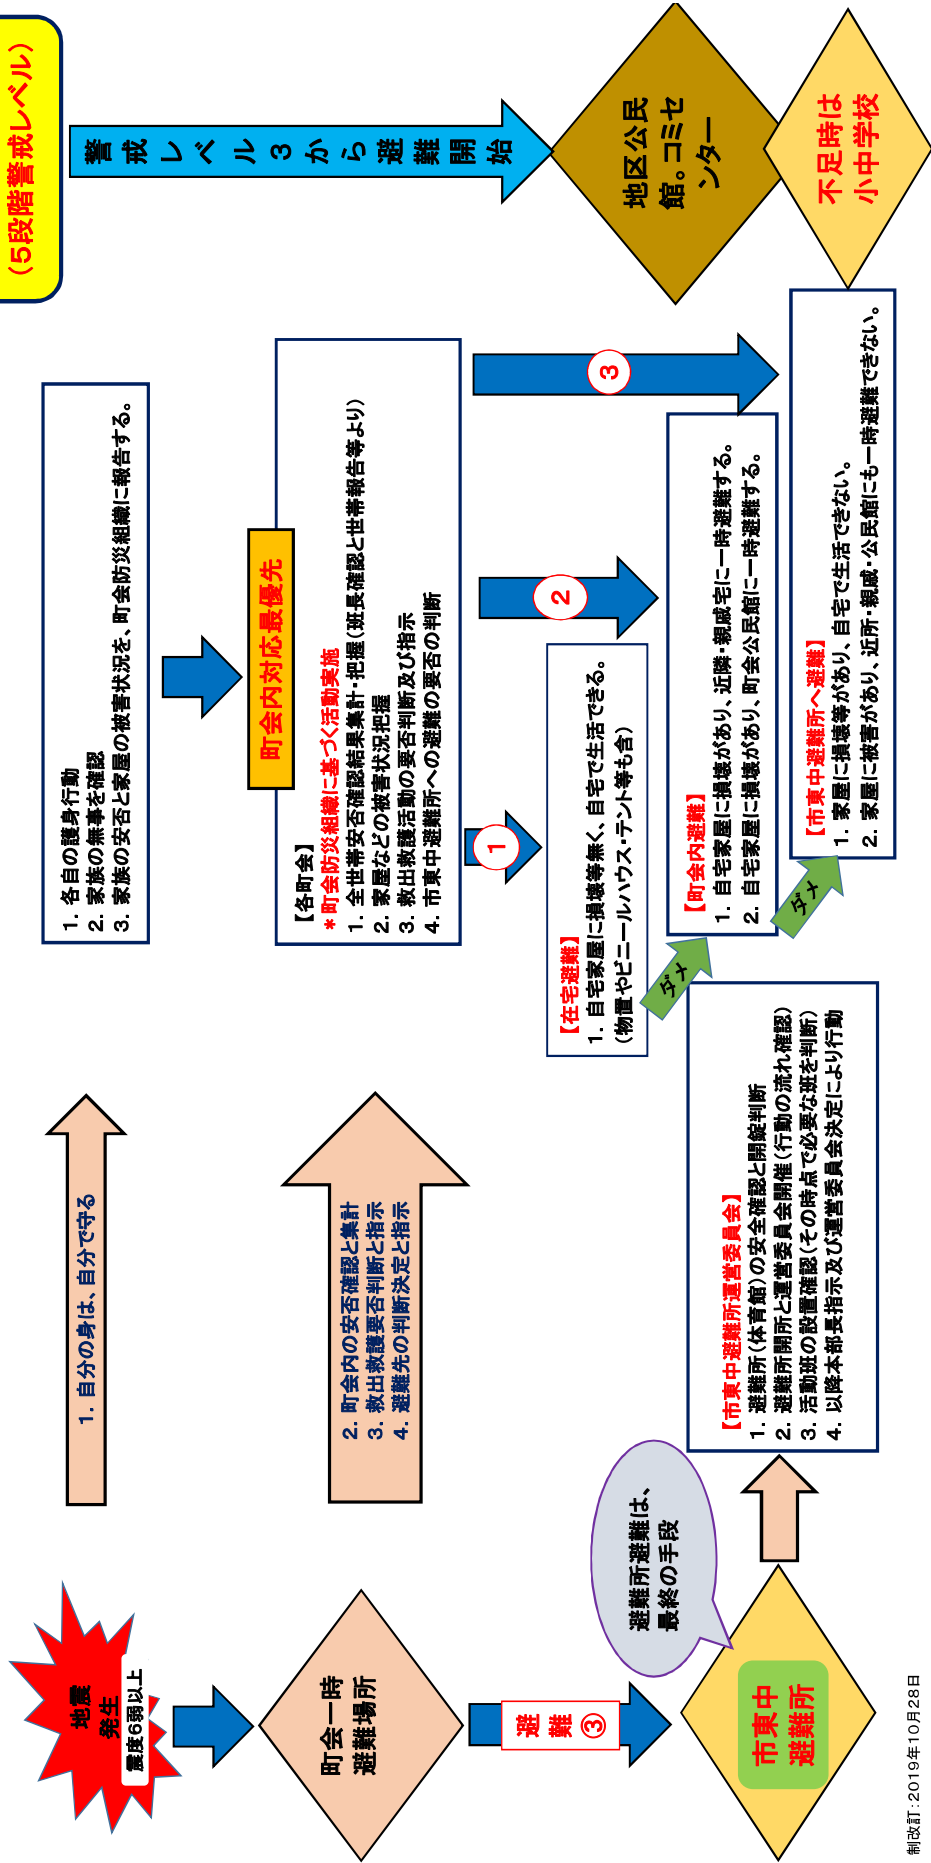 地震
発生
震度6弱以上
1. 自分の身は、自分で守る
1. 各自の護身行動
2. 家族の無事を確認
3. 家族の安否と家屋の被害状況を、町会防災組織に報告する。
(5段階警戒レベル)
警戒レベル3から避難開始
町会一時
避難場所
2. 町会内の安否確認と集計
3. 救出救護要否判断と指示
4. 避難先の判断決定と指示
町会内対応最優先
【各町会】
*町会防災組織に基づく活動実施
1. 全世帯安否確認結果集計・把握(班長確認と世帯報告等より)
2. 家屋などの被害状況把握
3. 救出救護活動の要否判断及び指示
4. 市東中避難所への避難の要否の判断
避
難
③
1
2
3
【在宅避難】
1. 自宅家屋に損壊等無く、自宅で生活できる。
(物置やビニールハウス・テント等も含)
ダメ
【町会内避難】
1. 自宅家屋に損壊があり、近隣・親戚宅に一時避難する。
2. 自宅家屋に損壊があり、町会公民館に一時避難する。
ダメ
【市東中避難所へ避難】
1. 家屋に損壊等があり、自宅で生活できない。
2. 家屋に被害があり、近所・親戚・公民館にも一時避難できない。
地区公民
館。コミセ
ンター
不足時は
小中学校
避難所避難は、
最終の手段
市東中
避難所
【市東中避難所運営委員会】
1. 避難所(体育館)の安全確認と開錠判断
2. 避難所開所と運営委員会開催(行動の流れ確認)
3. 活動班の設置確認(その時点で必要な班を判断)
4. 以降本部長指示及び運営委員会決定により行動
制改訂:2019年10月28日